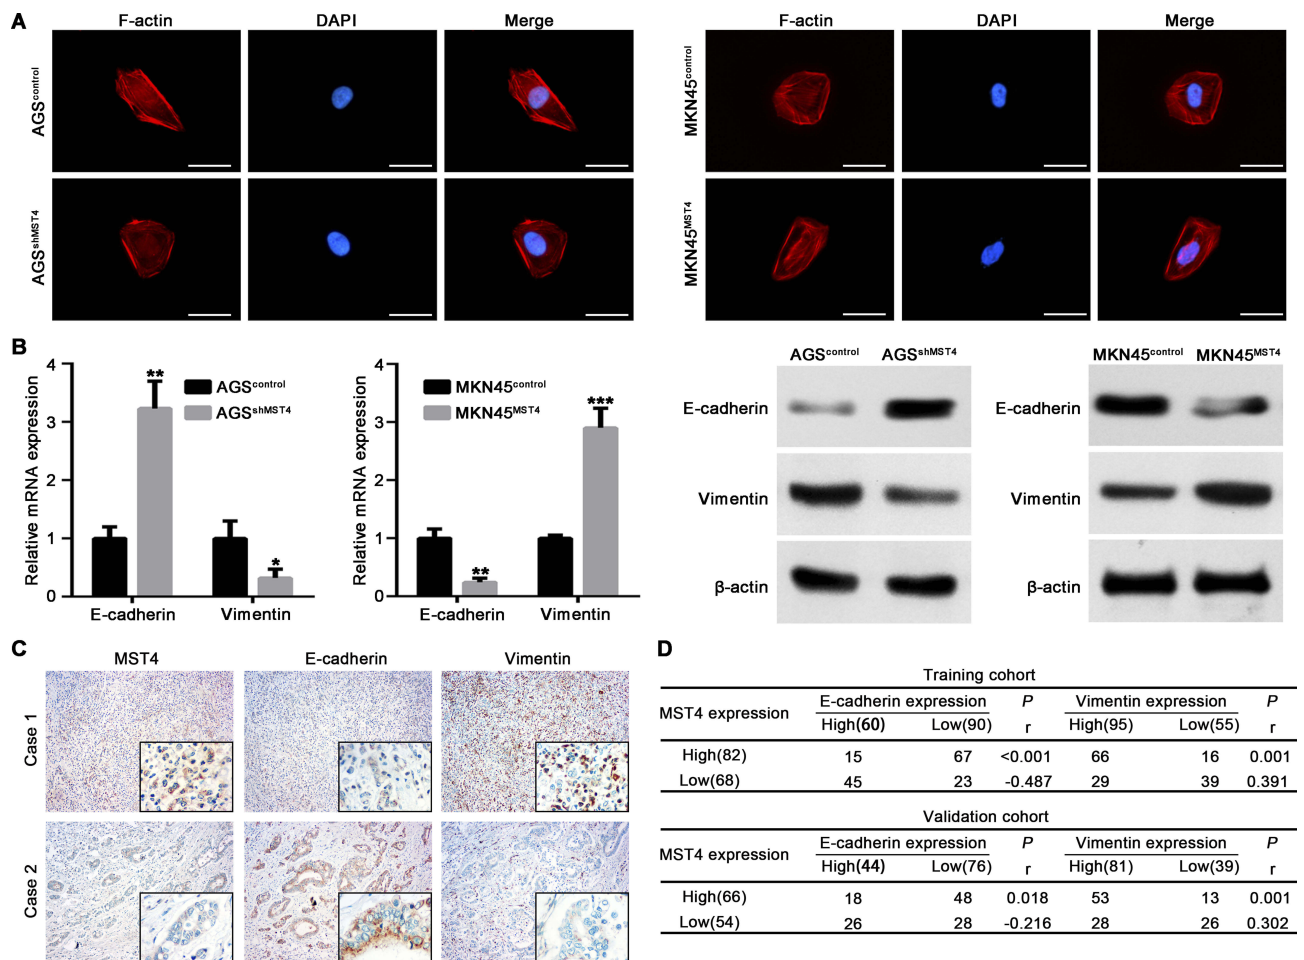 A
F-actin DAPI Merge
AGScontrol
AGSshMST4
F-actin DAPI Merge
MKN45control
MKN45MST4
B
Relative mRNA expression
4
3
2
1
0
** *
AGScontrol
AGSshMST4
E-cadherin Vimentin
Relative mRNA expression
4
3
2
1
0
** ***
MKN45control
MKN45MST4
E-cadherin Vimentin
AGScontrol AGSshMST4
E-cadherin
Vimentin
β-actin
MKN45control MKN45MST4
E-cadherin
Vimentin
β-actin
C
MST4 E-cadherin Vimentin
Case 1
Case 2
D
Training cohort
MST4 expression E-cadherin expression P Vimentin expression P
High(60) Low(90) r High(95) Low(55) r
High(82) 15 67 <0.001 66 16 0.001
Low(68) 45 23 -0.487 29 39 0.391
Validation cohort
MST4 expression E-cadherin expression P Vimentin expression P
High(44) Low(76) r High(81) Low(39) r
High(66) 18 48 0.018 53 13 0.001
Low(54) 26 28 -0.216 28 26 0.302